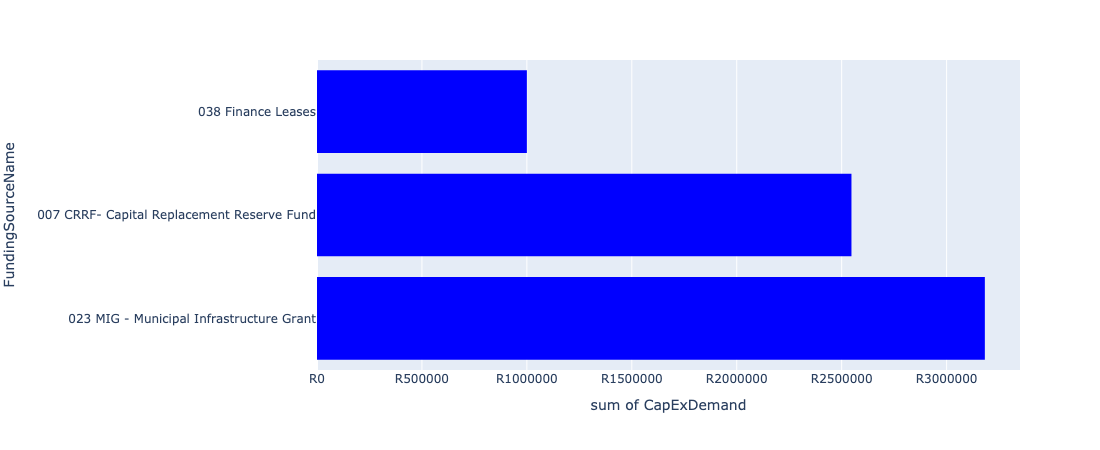 FundingSourceName
038 Finance Leases
007 CRRF- Capital Replacement Reserve Fund
023 MIG - Municipal Infrastructure Grant
R0 R500000 R1000000 R1500000 R2000000 R2500000 R3000000
sum of CapExDemand